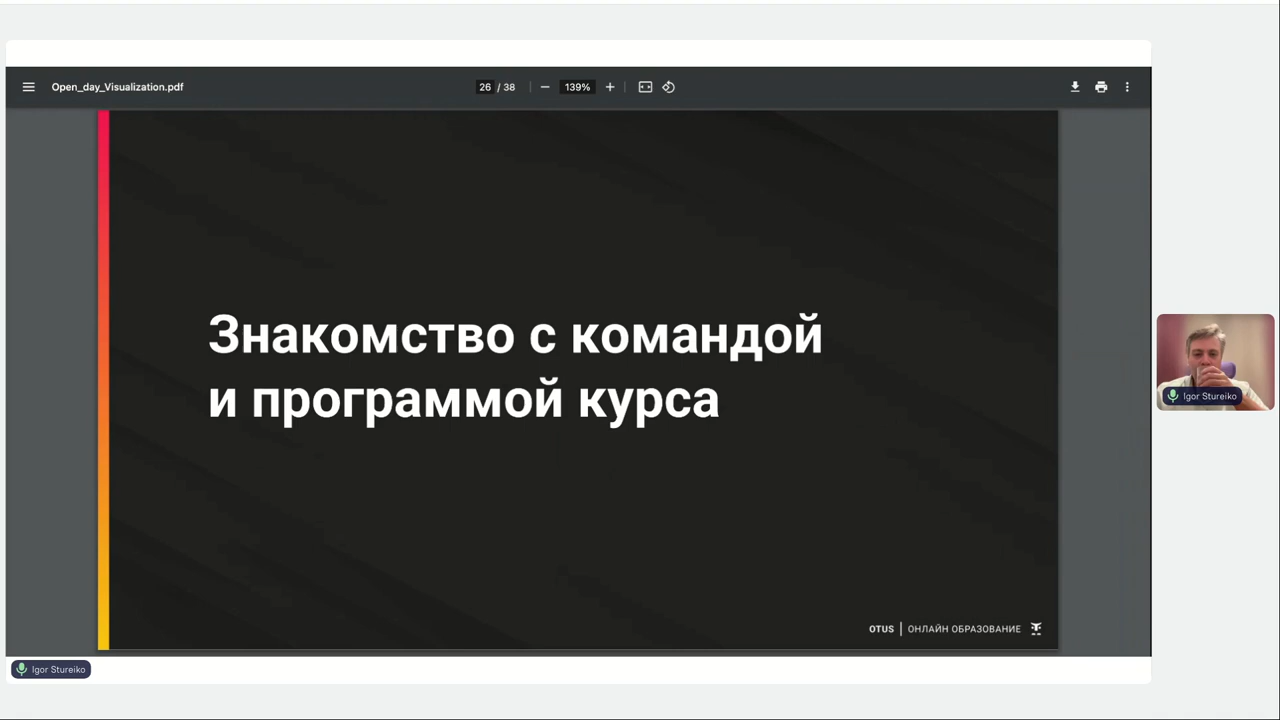 Open_day_Visualization.pdf
26 / 38
139%
Знакомство с командой
и программой курса
OTUS | ОНЛАЙН ОБРАЗОВАНИЕ
Igor Stureiko
Igor Stureiko